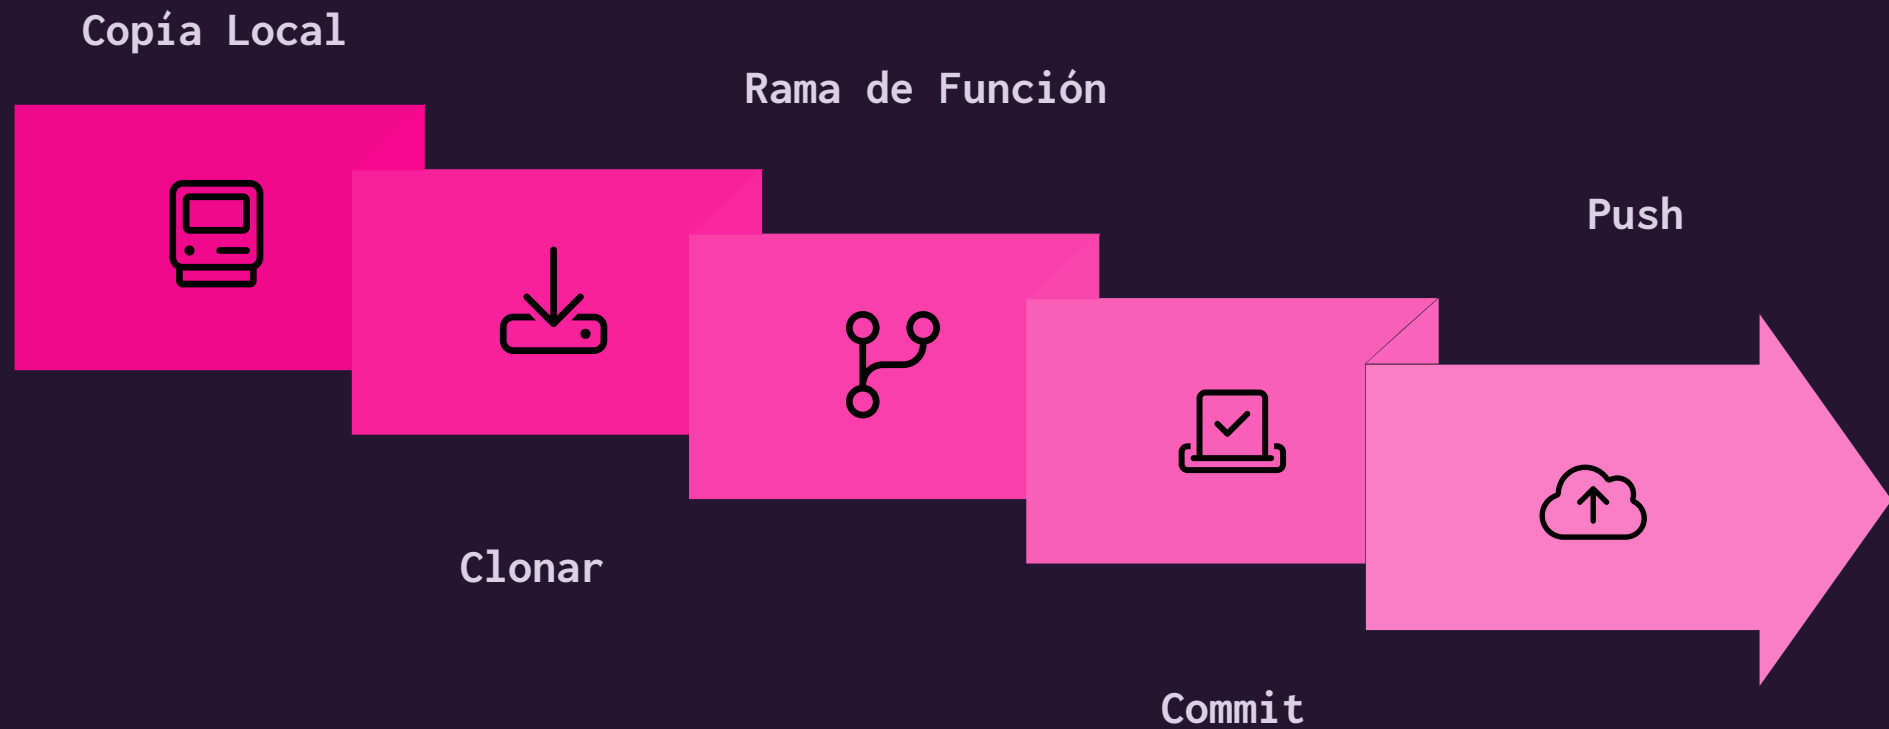 Copía Local
Clonar
Rama de Función
Commit
Push